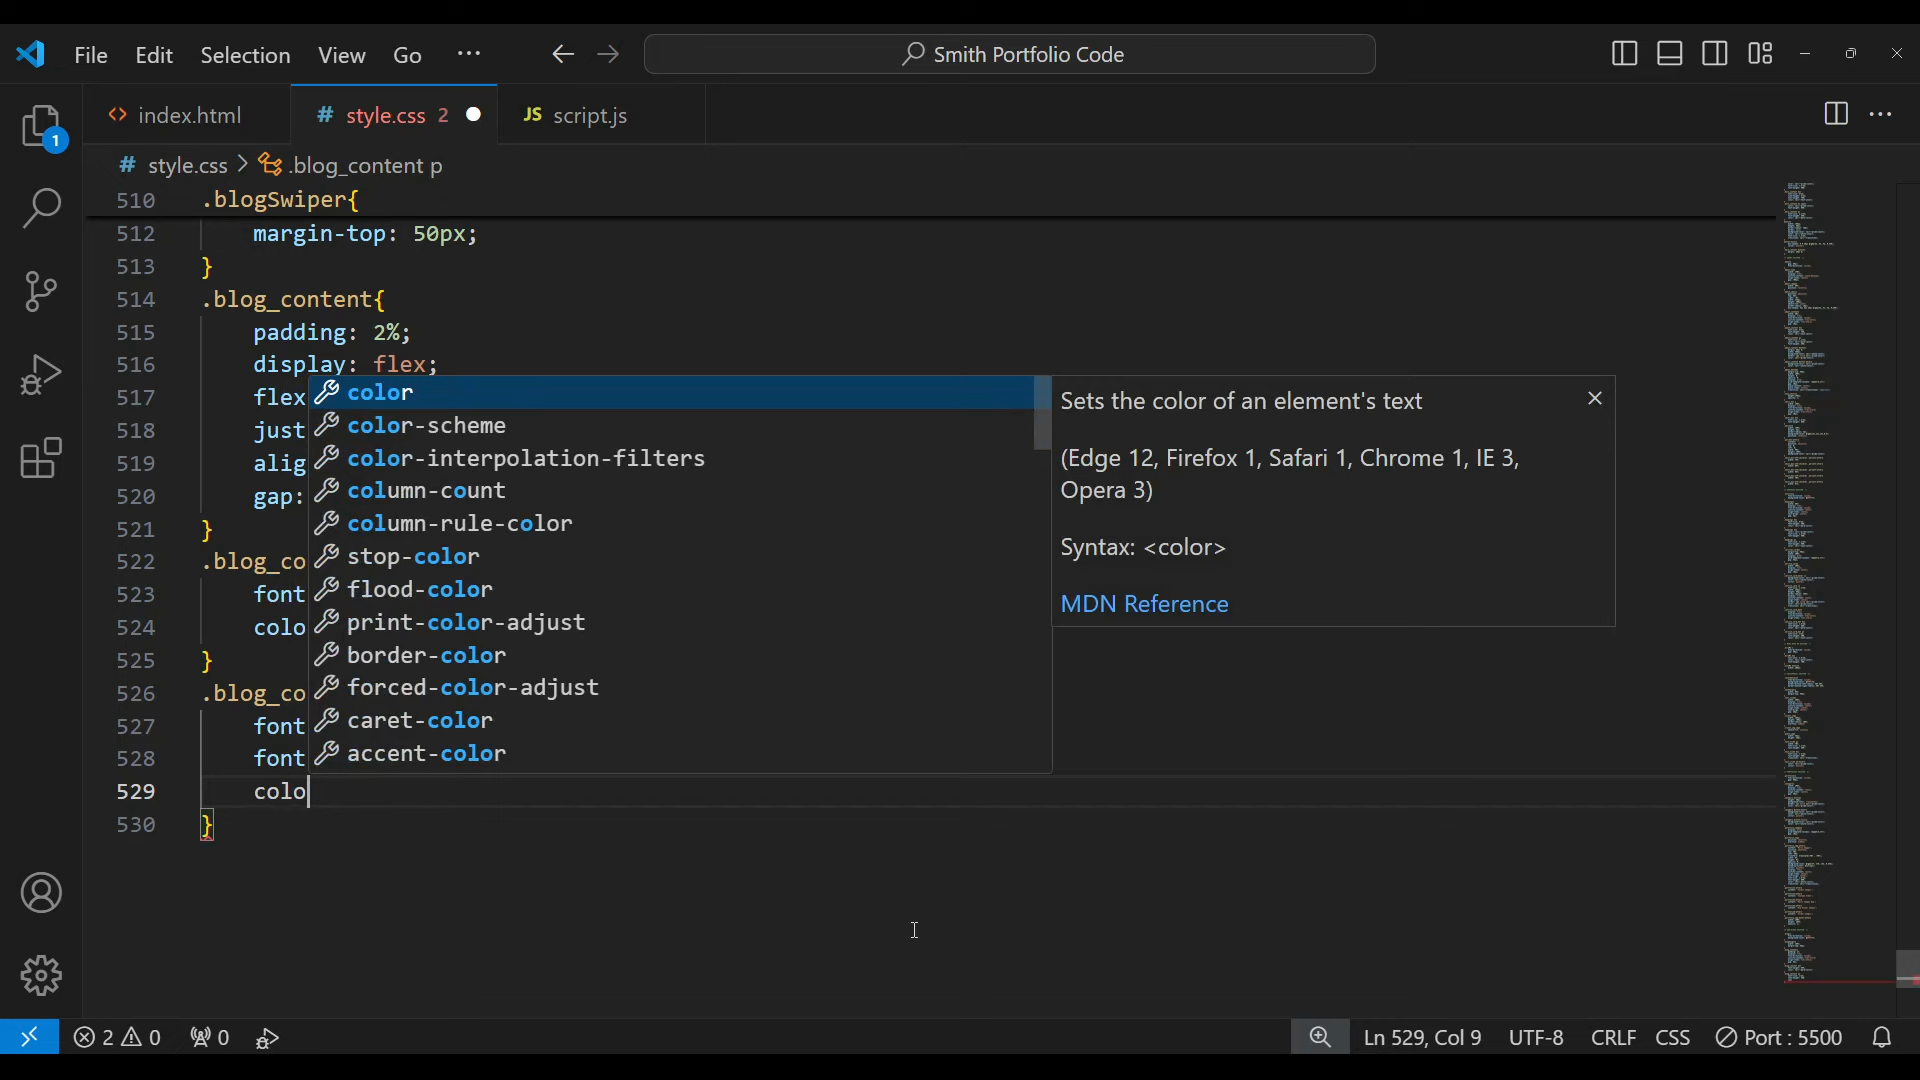 File Edit Selection View Go ··· Smith Portfolio Code
1
<> index.html # style.css 2 JS script.js
# style.css > .blog_content p
510 .blogSwiper{
512 margin-top: 50px;
513 }
514 .blog_content{
515 padding: 2%;
516 display: flex;
517 flex
518 just
519 alig
520 gap:
521 }
522 .blog_co
523 font
524 colo
525 }
526 .blog_co
527 font
528 font
529 colo
530 }
color
color-scheme
color-interpolation-filters
column-count
column-rule-color
stop-color
flood-color
print-color-adjust
border-color
forced-color-adjust
caret-color
accent-color
Sets the color of an element's text
(Edge 12, Firefox 1, Safari 1, Chrome 1, IE 3,
Opera 3)
Syntax: <color>
MDN Reference
2 0 0 Ln 529, Col 9 UTF-8 CRLF CSS Port : 5500